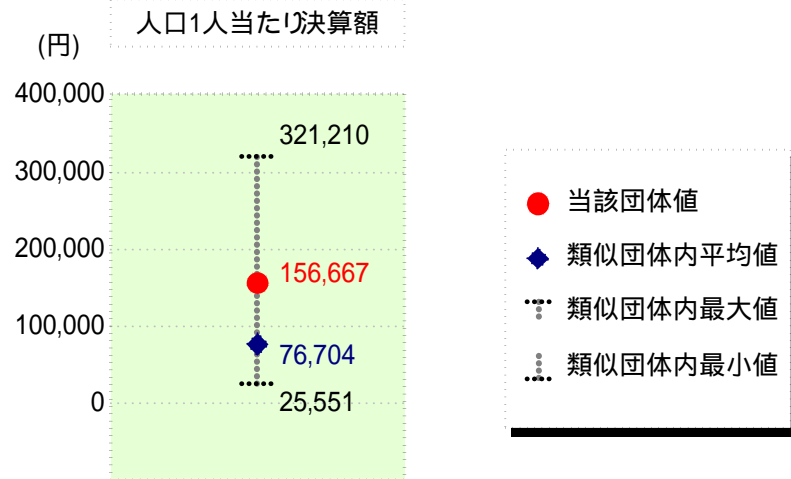 人口1人当たり決算額
(円)
400,000
321,210
300,000
200,000
156,667
100,000
76,704
25,551
0
当該団体値
類似団体内平均値
類似団体内最大値
類似団体内最小値